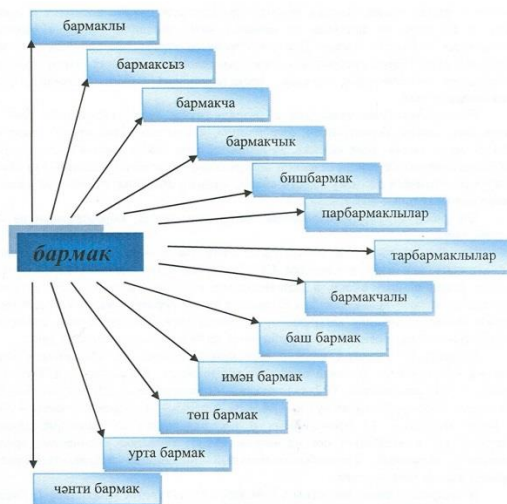 бармаклы
бармаксыз
бармакча
бармакчык
бишбармак
парбармаклылар
бармак
тарбармаклылар
бармакчалы
баш бармак
имән бармак
төп бармак
урта бармак
чәнти бармак